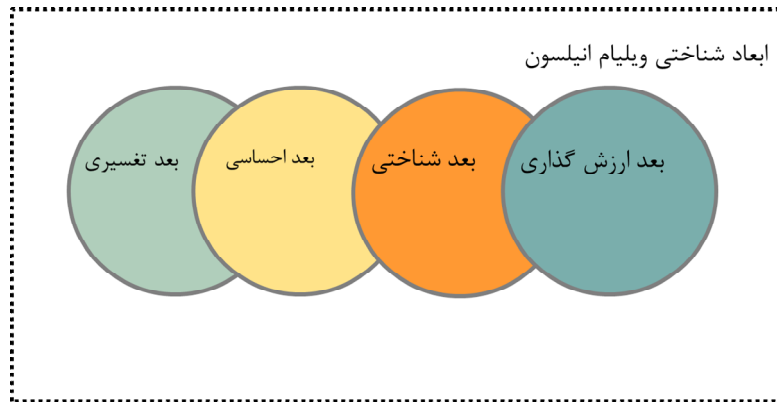 ابعاد شناختی ویلیام انیلسون
بعد ارزش گذاری
بعد شناختی
بعد احساسی
بعد تغسیری